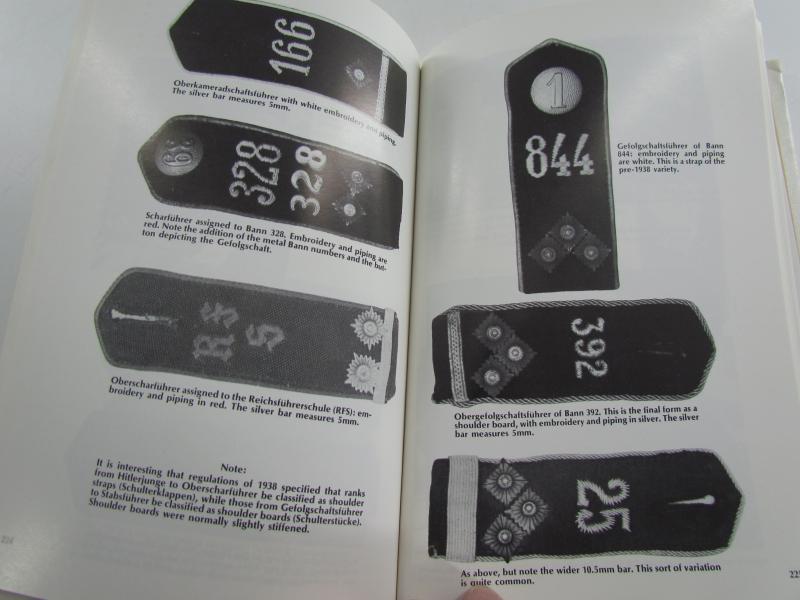 166
Oberkameradschaftsführer with white embroidery and piping.
The silver bar measures 5mm.
63
328
328
Scharführer assigned to Bann 328. Embroidery and piping are
red. Note the addition of the metal Bann numbers and the but-
ton depicting the Gefolgschaft.
RFS
5
Oberscharführer assigned to the Reichsführerschule (RFS): em-
broidery and piping in red. The silver bar measures 5mm.
Note:
It is interesting that regulations of 1938 specified that ranks
from Hitlerjunge to Oberscharführer be classified as shoulder
straps (Schulterklappen), while those from Gefolgschaftsführer
to Stabsführer be classified as shoulder boards (Schulterstücke).
Shoulder boards were normally slightly stiffened.
224
1
844
Gefolgschaftsführer of Bann
844: embroidery and piping
are white. This is a strap of the
pre-1938 variety.
392
Obergefolgschaftsführer of Bann 392. This is the final form as a
shoulder board, with embroidery and piping in silver. The silver
bar measures 5mm.
25
As above, but note the wider 10.5mm bar. This sort of variation
is quite common.